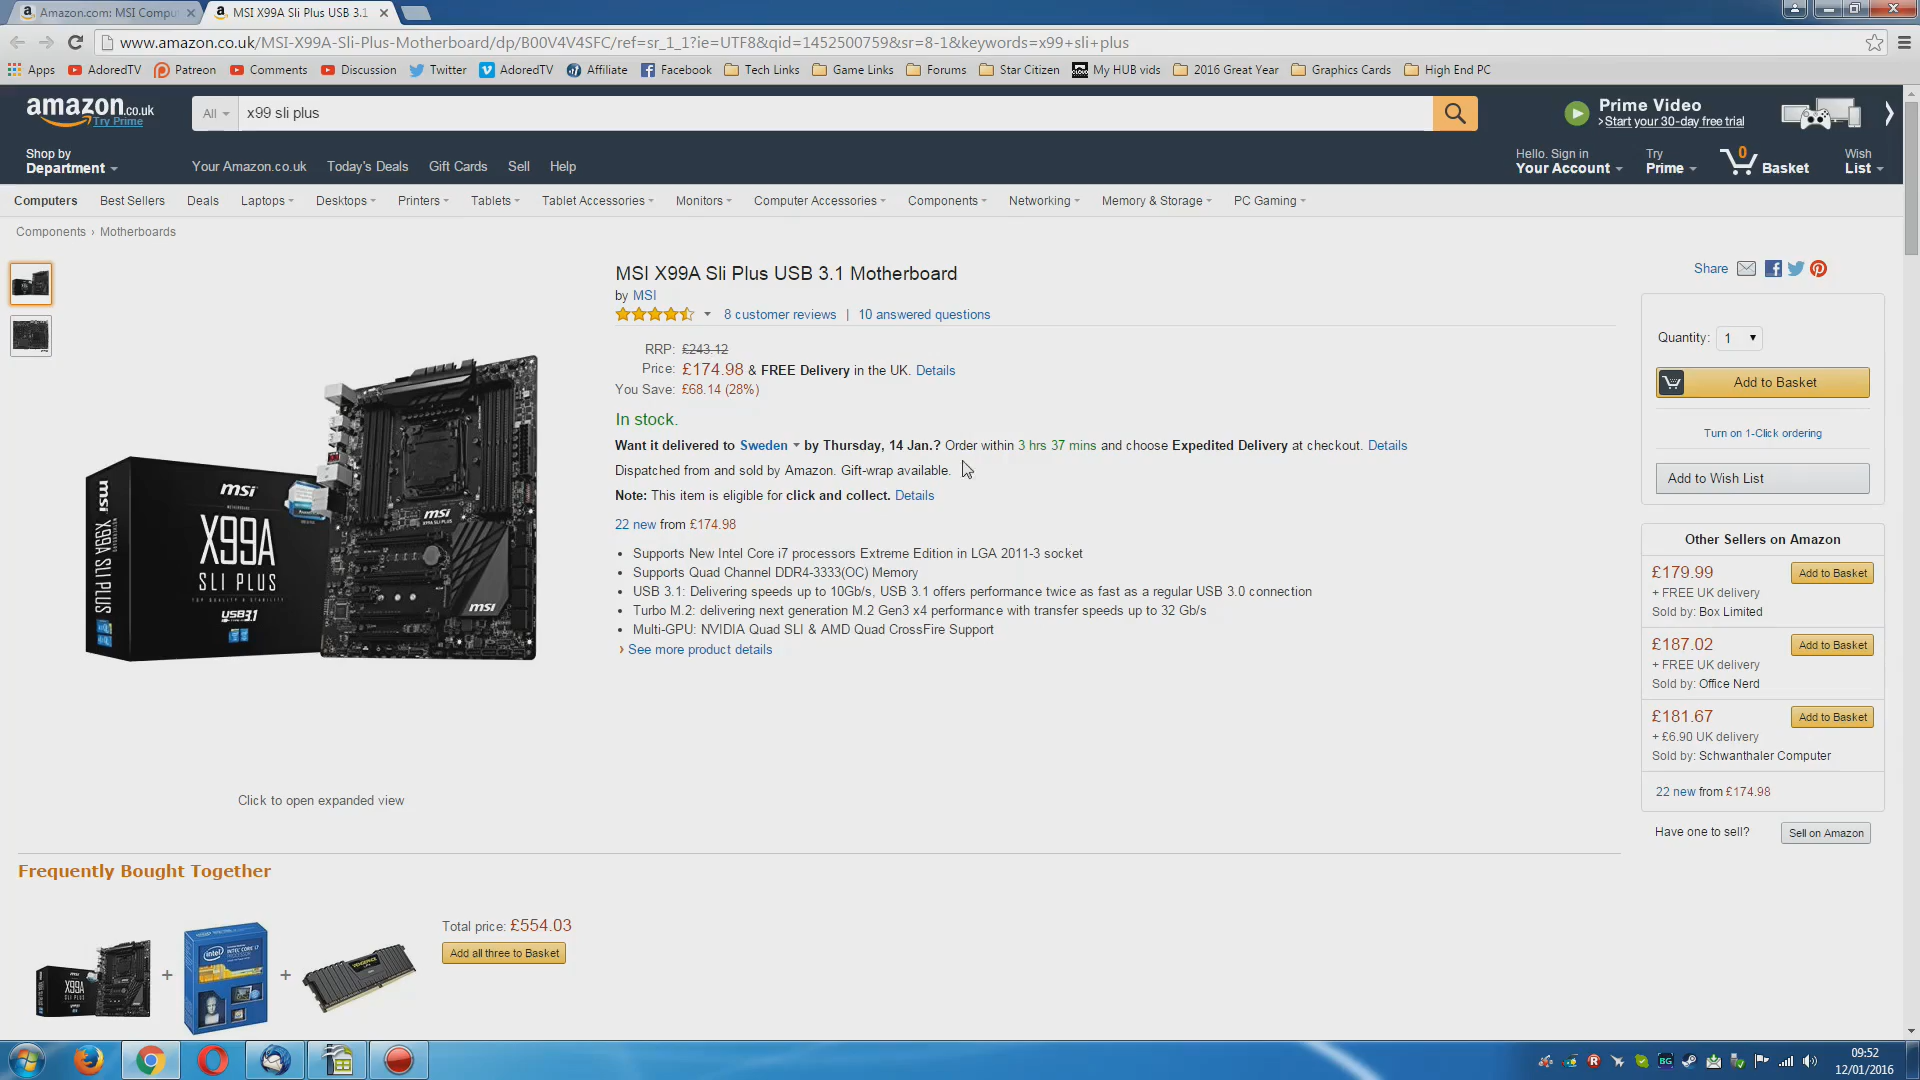 Amazon.com: MSI Compu
MSI X99A Sli Plus USB 3.1
www.amazon.co.uk/MSI-X99A-Sli-Plus-Motherboard/dp/B00V4V4SFC/ref=sr_1_1?ie=UTF8&qid=1452500759&sr=8-1&keywords=x99+sli+plus
Apps AdoredTV Patreon Comments Discussion Twitter AdoredTV Affiliate Facebook Tech Links Game Links Forums Star Citizen My HUB vids 2016 Great Year Graphics Cards High End PC
amazon.co.uk
Try Prime
All x99 sli plus
Prime Video
›Start your 30-day free trial
Shop by
Department
Your Amazon.co.uk Today's Deals Gift Cards Sell Help
Hello. Sign in
Your Account
Try
Prime
0
Basket
Wish
List
Computers Best Sellers Deals Laptops Desktops Printers Tablets Tablet Accessories Monitors Computer Accessories Components Networking Memory & Storage PC Gaming
Components › Motherboards
MSI X99A Sli Plus USB 3.1 Motherboard
by MSI
8 customer reviews | 10 answered questions
RRP: £243.12
Price: £174.98 & FREE Delivery in the UK. Details
You Save: £68.14 (28%)
In stock.
Want it delivered to Sweden by Thursday, 14 Jan.? Order within 3 hrs 37 mins and choose Expedited Delivery at checkout. Details
Dispatched from and sold by Amazon. Gift-wrap available.
Note: This item is eligible for click and collect. Details
22 new from £174.98
• Supports New Intel Core i7 processors Extreme Edition in LGA 2011-3 socket
• Supports Quad Channel DDR4-3333(OC) Memory
• USB 3.1: Delivering speeds up to 10Gb/s, USB 3.1 offers performance twice as fast as a regular USB 3.0 connection
• Turbo M.2: delivering next generation M.2 Gen3 x4 performance with transfer speeds up to 32 Gb/s
• Multi-GPU: NVIDIA Quad SLI & AMD Quad CrossFire Support
› See more product details
msi
X99A
SLI PLUS
USB3.1
msi
X99A SLI PLUS
msi
X99A SLI PLUS
msi
Click to open expanded view
Share
Quantity: 1
Add to Basket
Turn on 1-Click ordering
Add to Wish List
Other Sellers on Amazon
£179.99
Add to Basket
+ FREE UK delivery
Sold by: Box Limited
£187.02
Add to Basket
+ FREE UK delivery
Sold by: Office Nerd
£181.67
Add to Basket
+ £6.90 UK delivery
Sold by: Schwanthaler Computer
22 new from £174.98
Have one to sell? Sell on Amazon
Frequently Bought Together
X99A
+
intel
+
VENGEANCE
Total price: £554.03
Add all three to Basket
09:52
12/01/2016